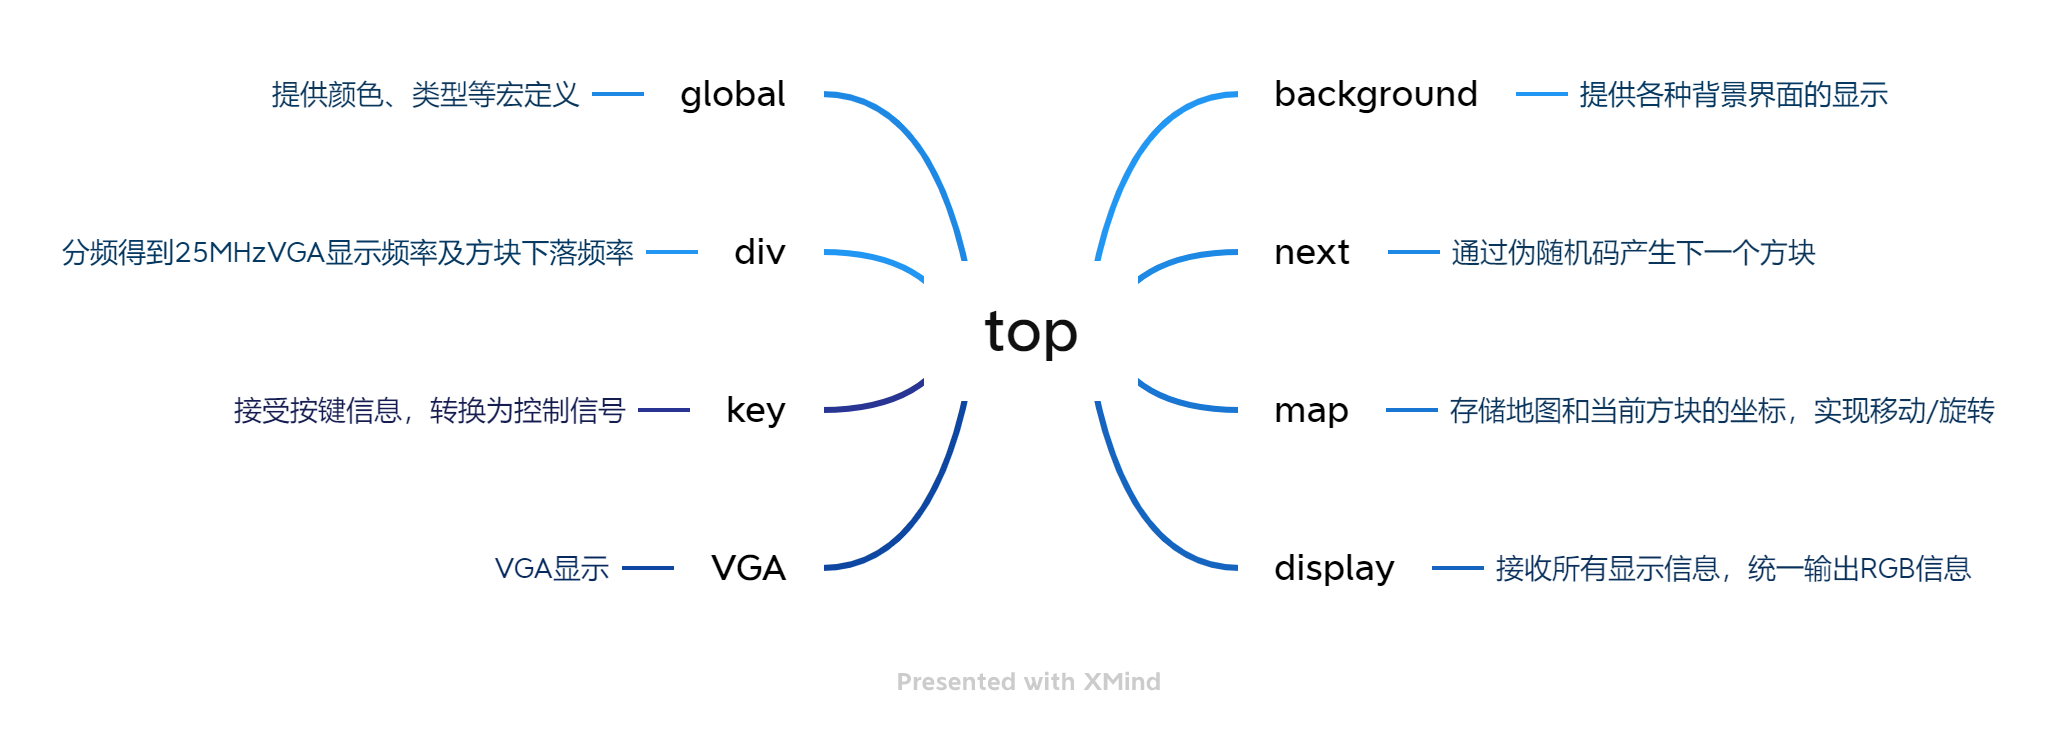 提供颜色、类型等宏定义
global
background
提供各种背景界面的显示
分频得到25MHzVGA显示频率及方块下落频率
div
next
通过伪随机码产生下一个方块
top
接受按键信息，转换为控制信号
key
map
存储地图和当前方块的坐标，实现移动/旋转
VGA显示
VGA
display
接收所有显示信息，统一输出RGB信息
Presented with XMind